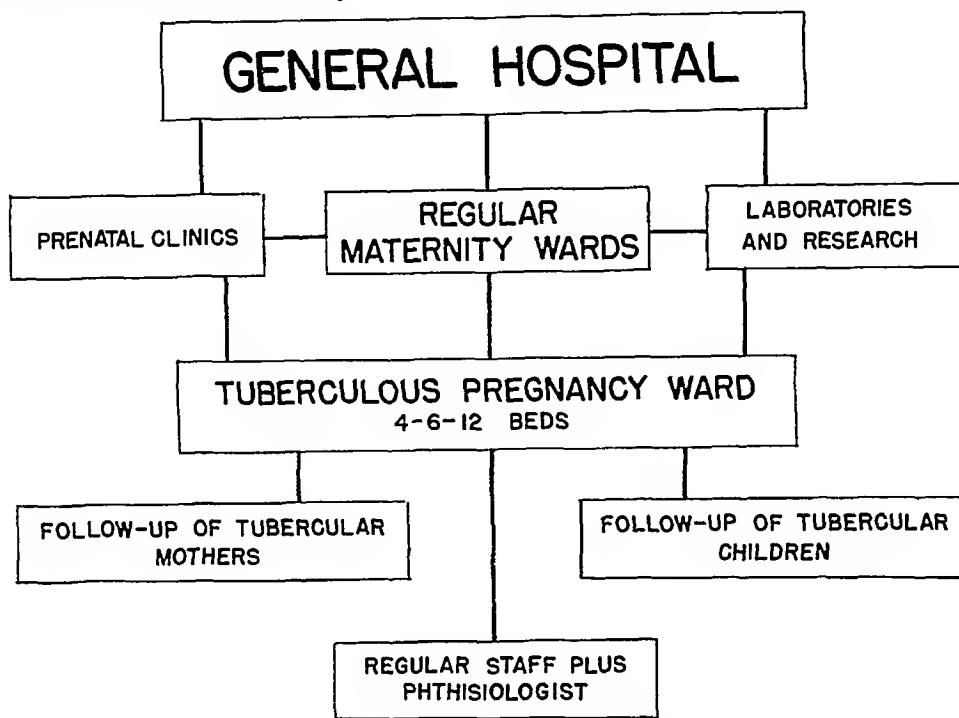 GENERAL HOSPITAL
PRENATAL CLINICS
REGULAR
MATERNITY WARDS
LABORATORIES
AND RESEARCH
TUBERCULOUS PREGNANCY WARD
4-6-12 BEDS
FOLLOW-UP OF TUBERCULAR
MOTHERS
FOLLOW-UP OF TUBERCULAR
CHILDREN
REGULAR STAFF PLUS
PHTHISIOLOGIST